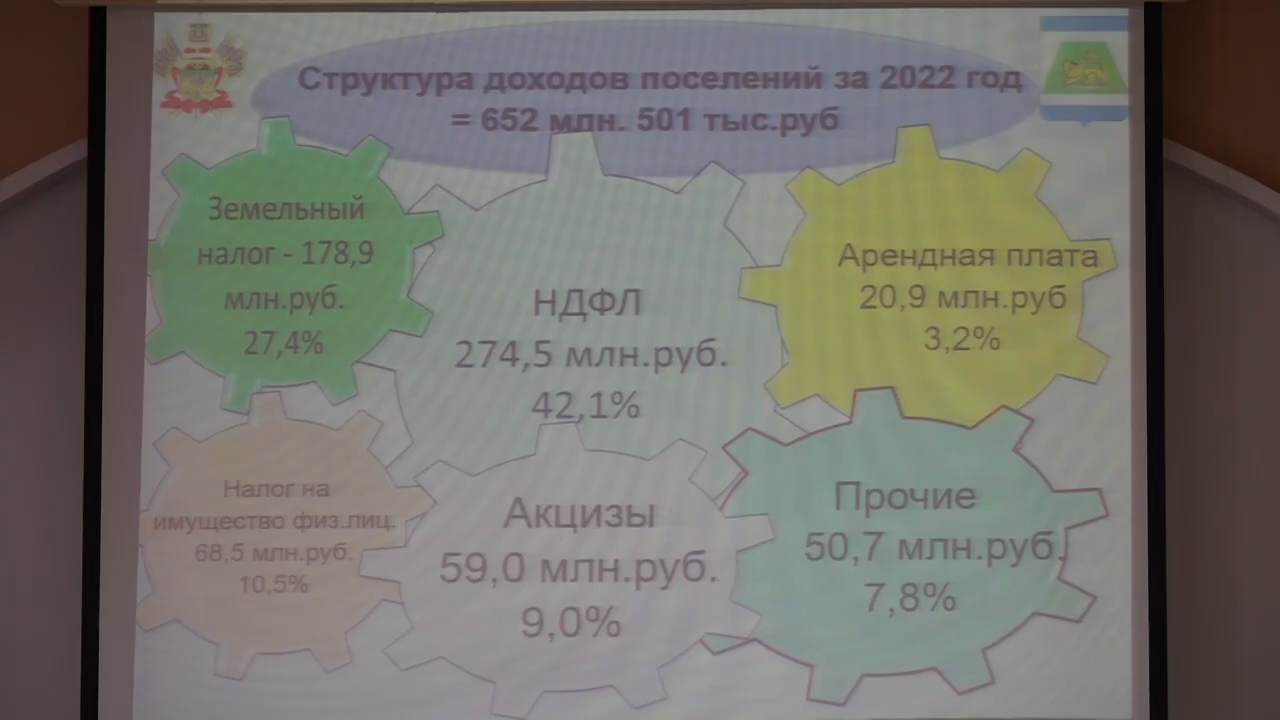 Структура доходов поселений за 2022 год
= 652 млн. 501 тыс.руб
Земельный
налог - 178,9
млн.руб.
27,4%
НДФЛ
274,5 млн.руб.
42,1%
Арендная плата
20,9 млн.руб
3,2%
Налог на
имущество физ.лиц.
68,5 млн.руб.
10,5%
Акцизы
59,0 млн.руб.
9,0%
Прочие
50,7 млн.руб.
7,8%